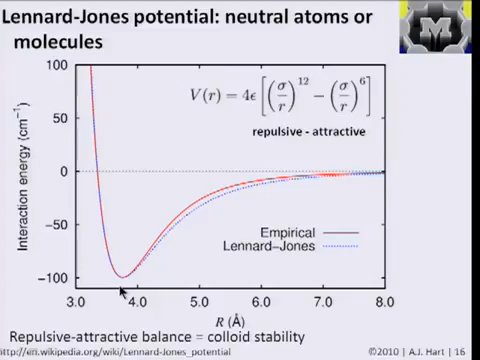 Lennard-Jones potential: neutral atoms or
molecules
M
100
50
0
−50
−100
Interaction energy (cm⁻¹)
V(r) = 4ϵ[(σ/r)¹² − (σ/r)⁶]
repulsive - attractive
Empirical
Lennard−Jones
3.0 4.0 5.0 6.0 7.0 8.0
R (Å)
Repulsive-attractive balance = colloid stability
http://en.wikipedia.org/wiki/Lennard-Jones_potential
©2010 | A.J. Hart | 16